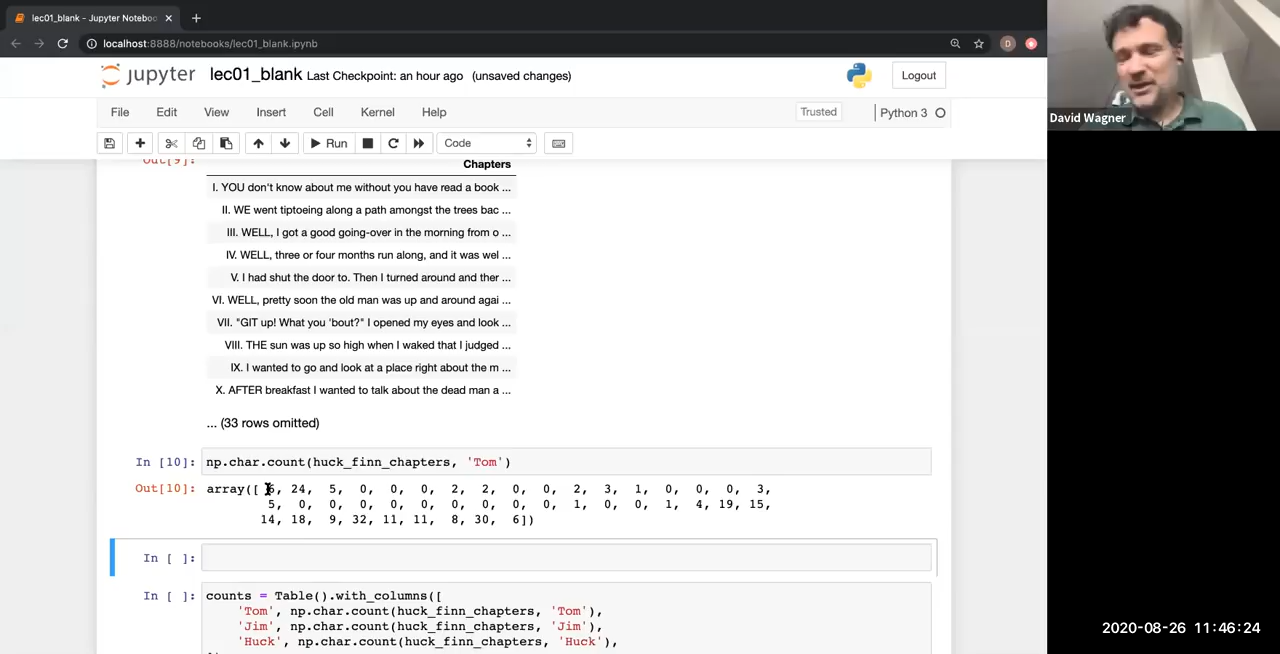 lec01_blank - Jupyter Noteboo
localhost:8888/notebooks/lec01_blank.ipynb
jupyter lec01_blank Last Checkpoint: an hour ago (unsaved changes)
Logout
File Edit View Insert Cell Kernel Help
Trusted
Python 3
Run
Code
David Wagner
Out[9]:
Chapters
I. YOU don't know about me without you have read a book ...
II. WE went tiptoeing along a path amongst the trees bac ...
III. WELL, I got a good going-over in the morning from o ...
IV. WELL, three or four months run along, and it was wel ...
V. I had shut the door to. Then I turned around and ther ...
VI. WELL, pretty soon the old man was up and around agai ...
VII. "GIT up! What you 'bout?" I opened my eyes and look ...
VIII. THE sun was up so high when I waked that I judged ...
IX. I wanted to go and look at a place right about the m ...
X. AFTER breakfast I wanted to talk about the dead man a ...
... (33 rows omitted)
In [10]: np.char.count(huck_finn_chapters, 'Tom')
Out[10]: array([ 6, 24, 5, 0, 0, 0, 2, 2, 0, 0, 2, 3, 1, 0, 0, 0, 3,
5, 0, 0, 0, 0, 0, 0, 0, 0, 0, 1, 0, 0, 1, 4, 19, 15,
14, 18, 9, 32, 11, 11, 8, 30, 6])
In [ ]:
In [ ]: counts = Table().with_columns([
'Tom', np.char.count(huck_finn_chapters, 'Tom'),
'Jim', np.char.count(huck_finn_chapters, 'Jim'),
'Huck', np.char.count(huck_finn_chapters, 'Huck'),
2020-08-26 11:46:24